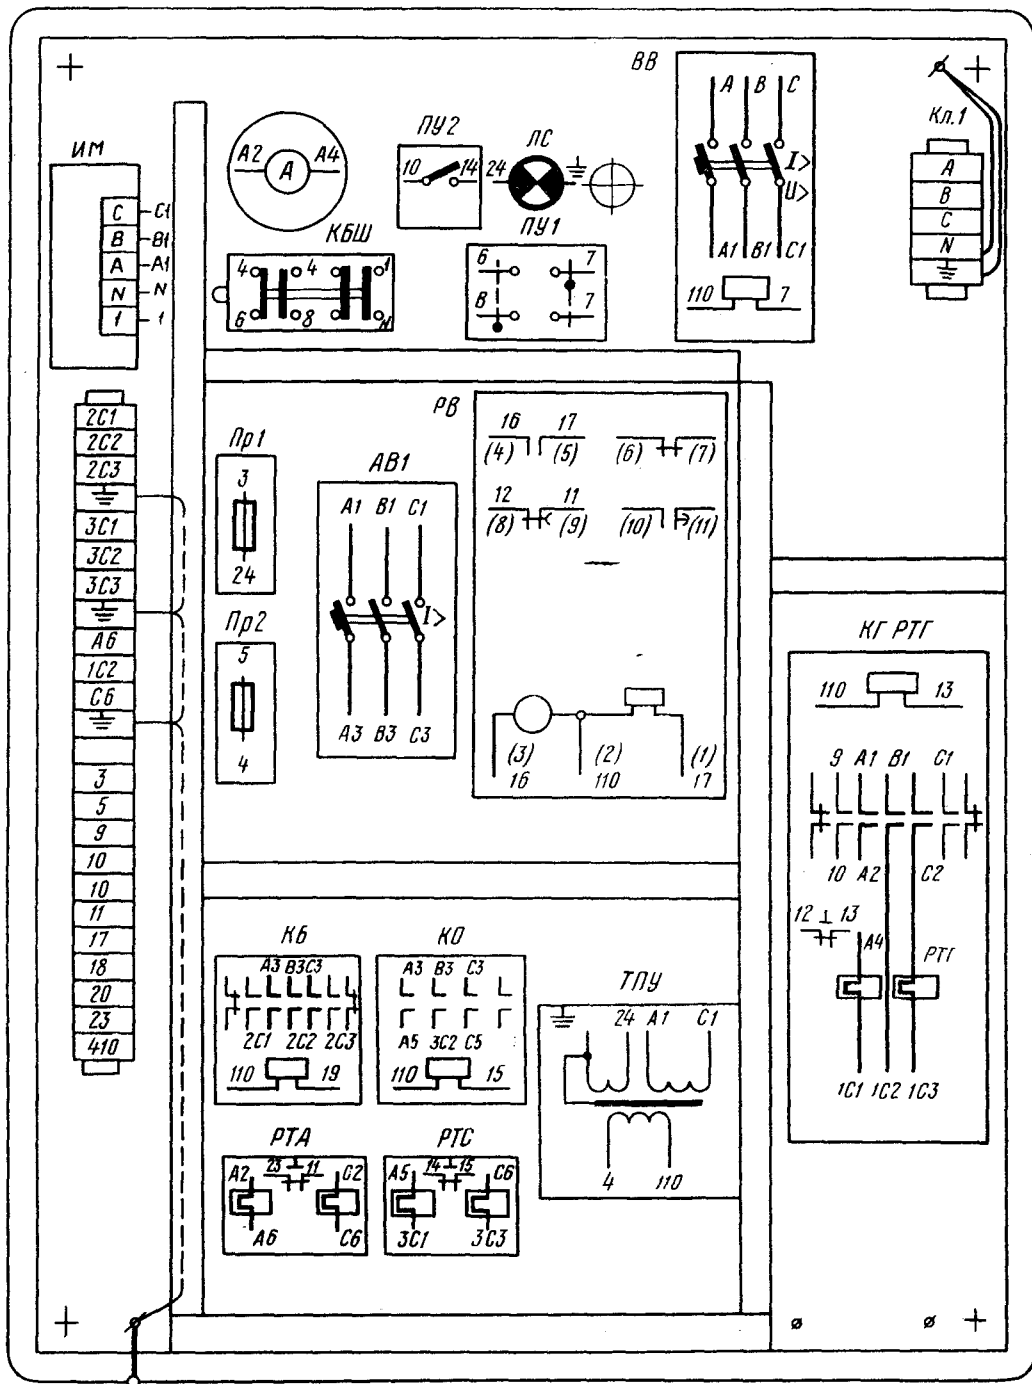 ВВ
A B C
I>
U>
A1 B1 C1
110 7
Кл.1
A
B
C
N
ИМ
C C1
B B1
A A1
N N
1 1
A2 A A4
ПУ2
10 14
ЛС
24
КБШ
4 4 1
6 8 N
ПУ1
6 7
8 7
2C1
2C2
2C3
3C1
3C2
3C3
A6
1C2
C6
3
5
9
10
10
11
17
18
20
23
410
Пр1
3
24
Пр2
5
4
АВ1
A1 B1 C1
I>
A3 B3 C3
РВ
16 17
(4) (5) (6) (7)
12 11
(8) (9) (10) (11)
(3) (2) (1)
16 110 17
КГ РТГ
110 13
9 A1 B1 C1
10 A2 C2
12 13
A4 РТГ
1C1 1C2 1C3
КБ
A3 B3 C3
2C1 2C2 2C3
110 19
КО
A3 B3 C3
A5 3C2 C5
110 15
ТПУ
24 A1 C1
4 110
РТА
A2 23 11 C2
A6 C6
РТС
A5 14 15 C6
3C1 3C3